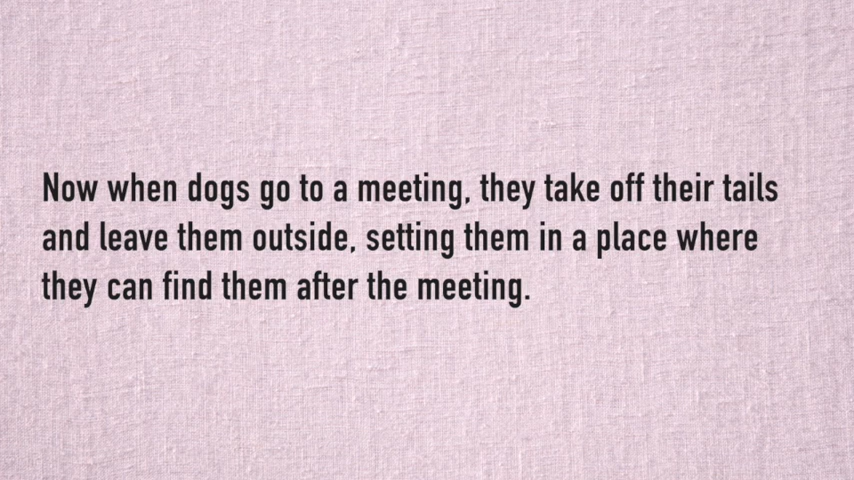 Now when dogs go to a meeting, they take off their tails
and leave them outside, setting them in a place where
they can find them after the meeting.